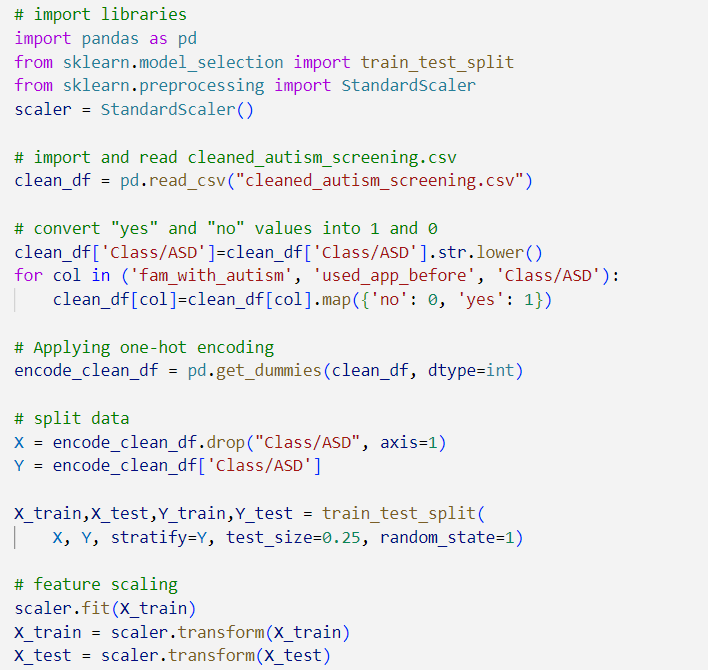 # import libraries
import pandas as pd
from sklearn.model_selection import train_test_split
from sklearn.preprocessing import StandardScaler
scaler = StandardScaler()
# import and read cleaned_autism_screening.csv
clean_df = pd.read_csv("cleaned_autism_screening.csv")
# convert "yes" and "no" values into 1 and 0
clean_df['Class/ASD']=clean_df['Class/ASD'].str.lower()
for col in ('fam_with_autism', 'used_app_before', 'Class/ASD'):
    clean_df[col]=clean_df[col].map({'no': 0, 'yes': 1})
# Applying one-hot encoding
encode_clean_df = pd.get_dummies(clean_df, dtype=int)
# split data
X = encode_clean_df.drop("Class/ASD", axis=1)
Y = encode_clean_df['Class/ASD']
X_train,X_test,Y_train,Y_test = train_test_split(
    X, Y, stratify=Y, test_size=0.25, random_state=1)
# feature scaling
scaler.fit(X_train)
X_train = scaler.transform(X_train)
X_test = scaler.transform(X_test)